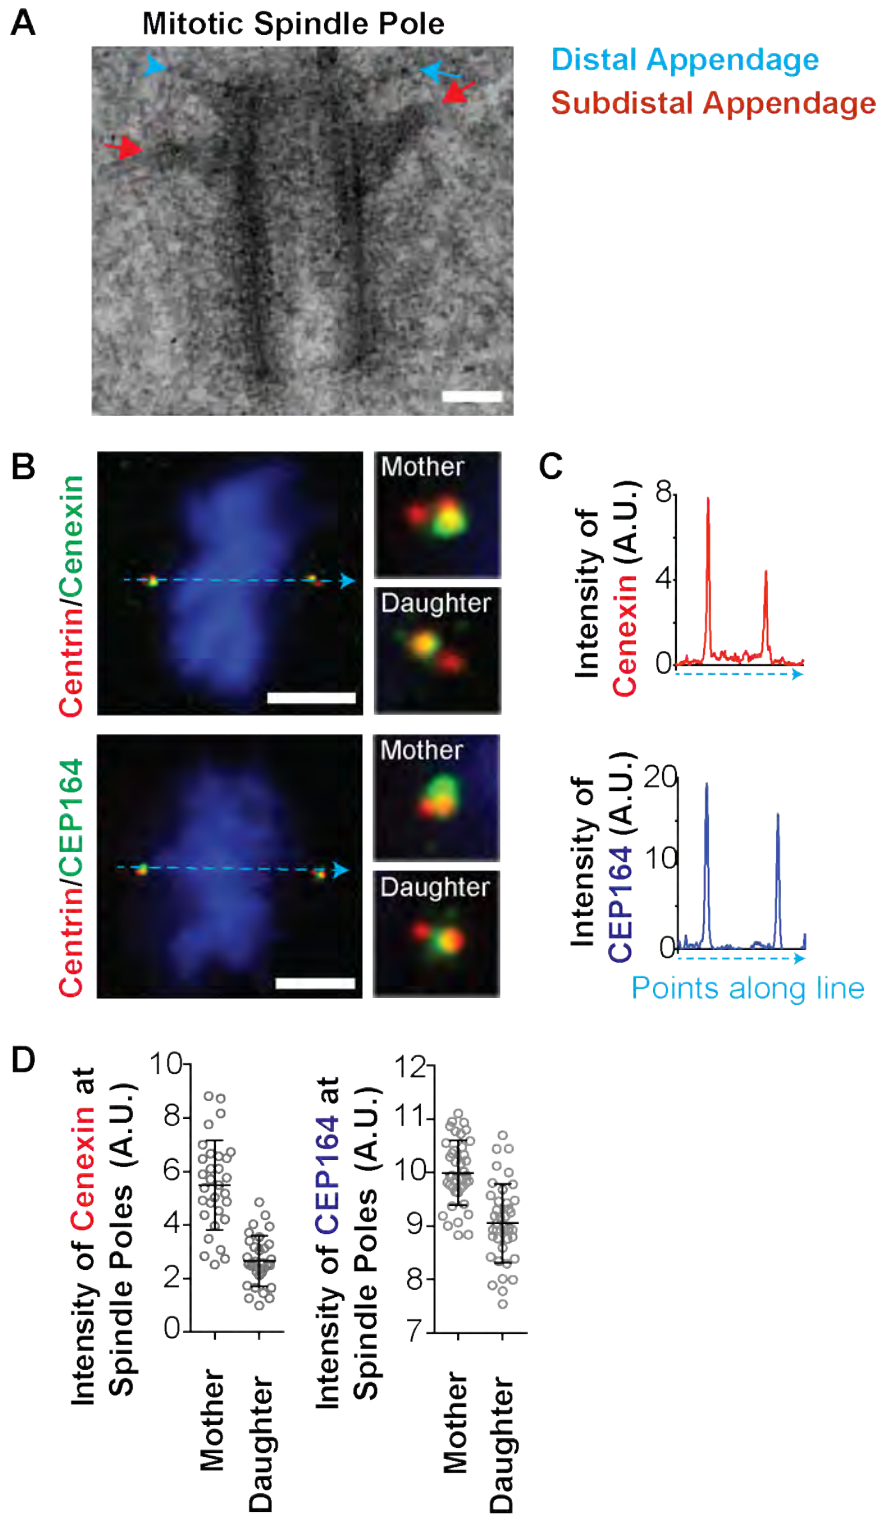 A
Mitotic Spindle Pole
Distal Appendage
Subdistal Appendage
B
Centrin/Cenexin
Mother
Daughter
Centrin/CEP164
Mother
Daughter
C
Intensity of
Cenexin (A.U.)
8
4
0
Intensity of
CEP164 (A.U.)
20
10
0
Points along line
D
Intensity of Cenexin at
Spindle Poles (A.U.)
10
8
6
4
2
0
Mother
Daughter
Intensity of CEP164 at
Spindle Poles (A.U.)
12
11
10
9
8
7
Mother
Daughter